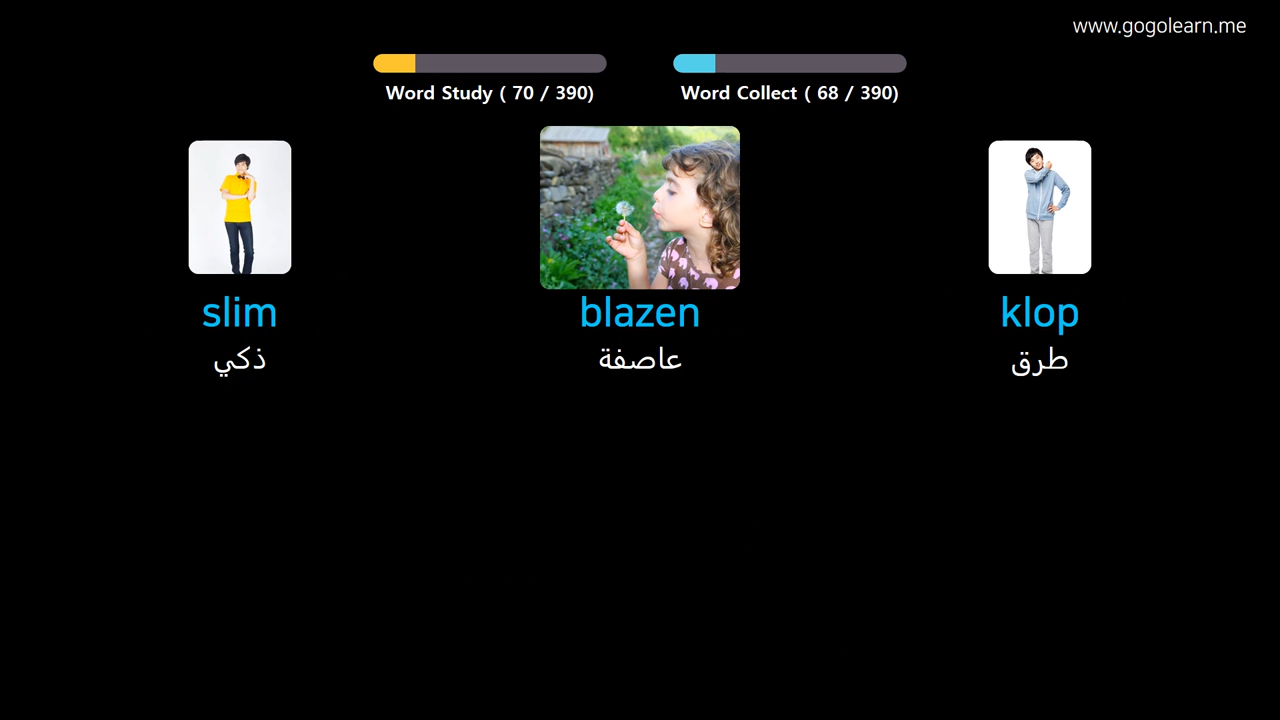 www.gogolearn.me
Word Study ( 70 / 390)
Word Collect ( 68 / 390)
slim
blazen
klop
ذكي
عاصفة
طرق